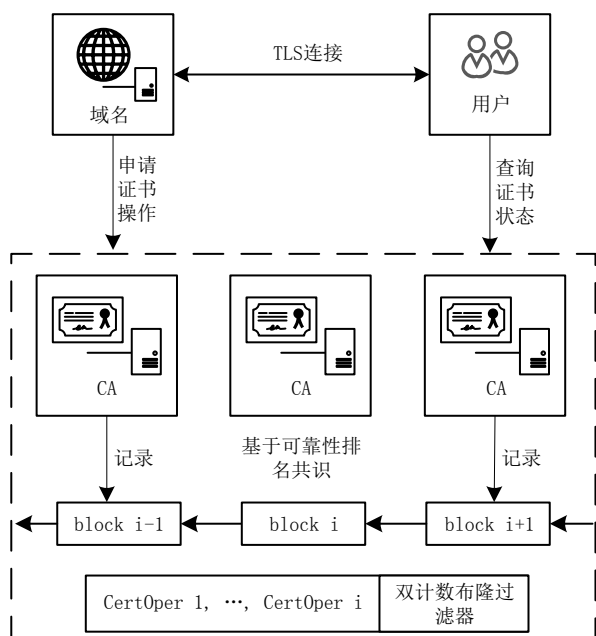 TLS连接
域名
用户
申请
证书
操作
查询
证书
状态
CA
CA
CA
记录
基于可靠性排
名共识
记录
block i-1
block i
block i+1
CertOper 1, …, CertOper i
双计数布隆过
滤器